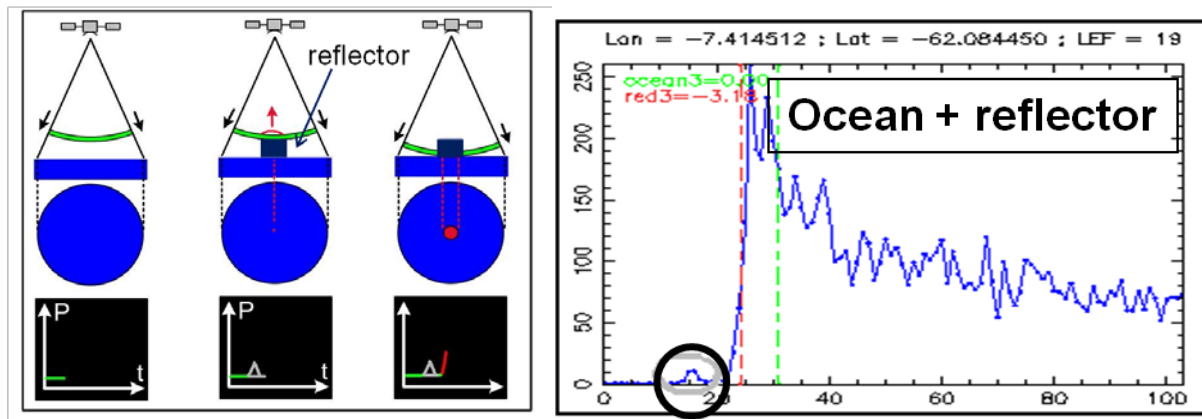 reflector
P
t
t
t
Lon = -7.414512 ; Lat = -62.084450 ; LEF = 19
ocean3=0.00
red3=-3.18
Ocean + reflector
250
200
150
100
50
0
0
20
40
60
80
100